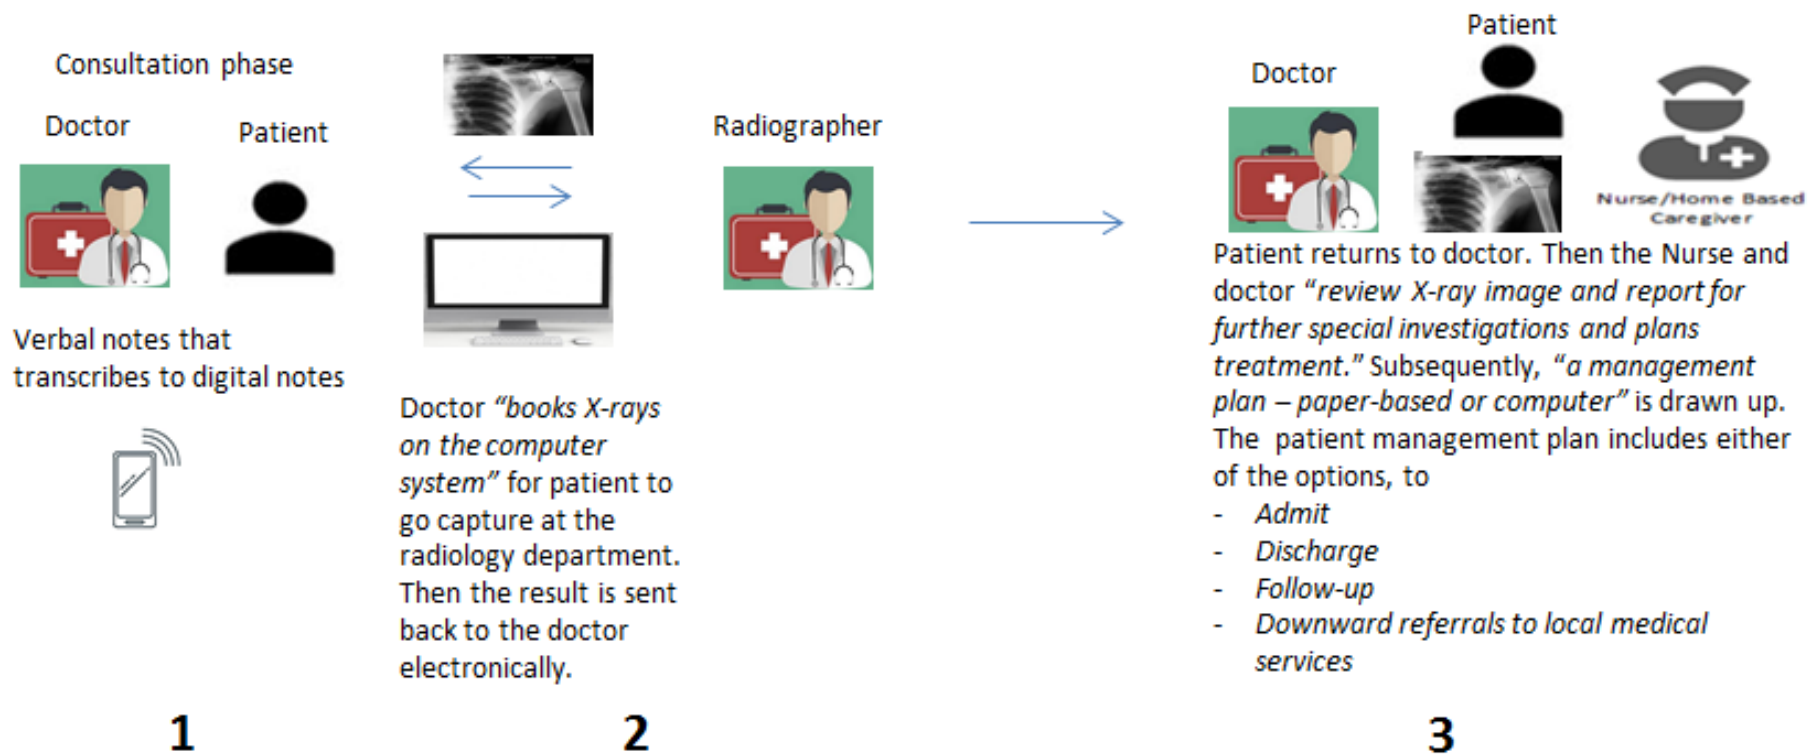 Consultation phase
Doctor
Patient
Verbal notes that
transcribes to digital notes
1
Radiographer
Doctor “books X-rays
on the computer
system” for patient to
go capture at the
radiology department.
Then the result is sent
back to the doctor
electronically.
2
Patient
Doctor
Nurse/Home Based
Caregiver
Patient returns to doctor. Then the Nurse and
doctor “review X-ray image and report for
further special investigations and plans
treatment.” Subsequently, “a management
plan – paper-based or computer” is drawn up.
The patient management plan includes either
of the options, to
- Admit
- Discharge
- Follow-up
- Downward referrals to local medical
services
3